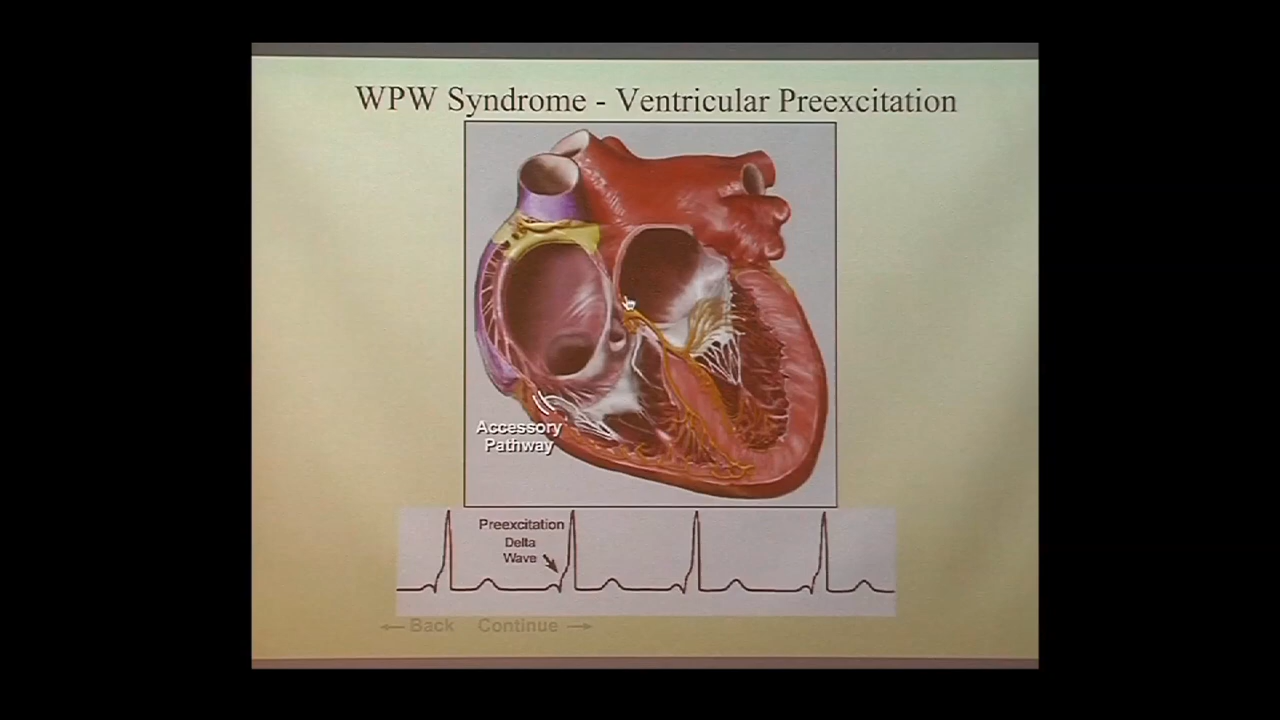 WPW Syndrome - Ventricular Preexcitation
Accessory
Pathway
Preexcitation
Delta
Wave
Back Continue